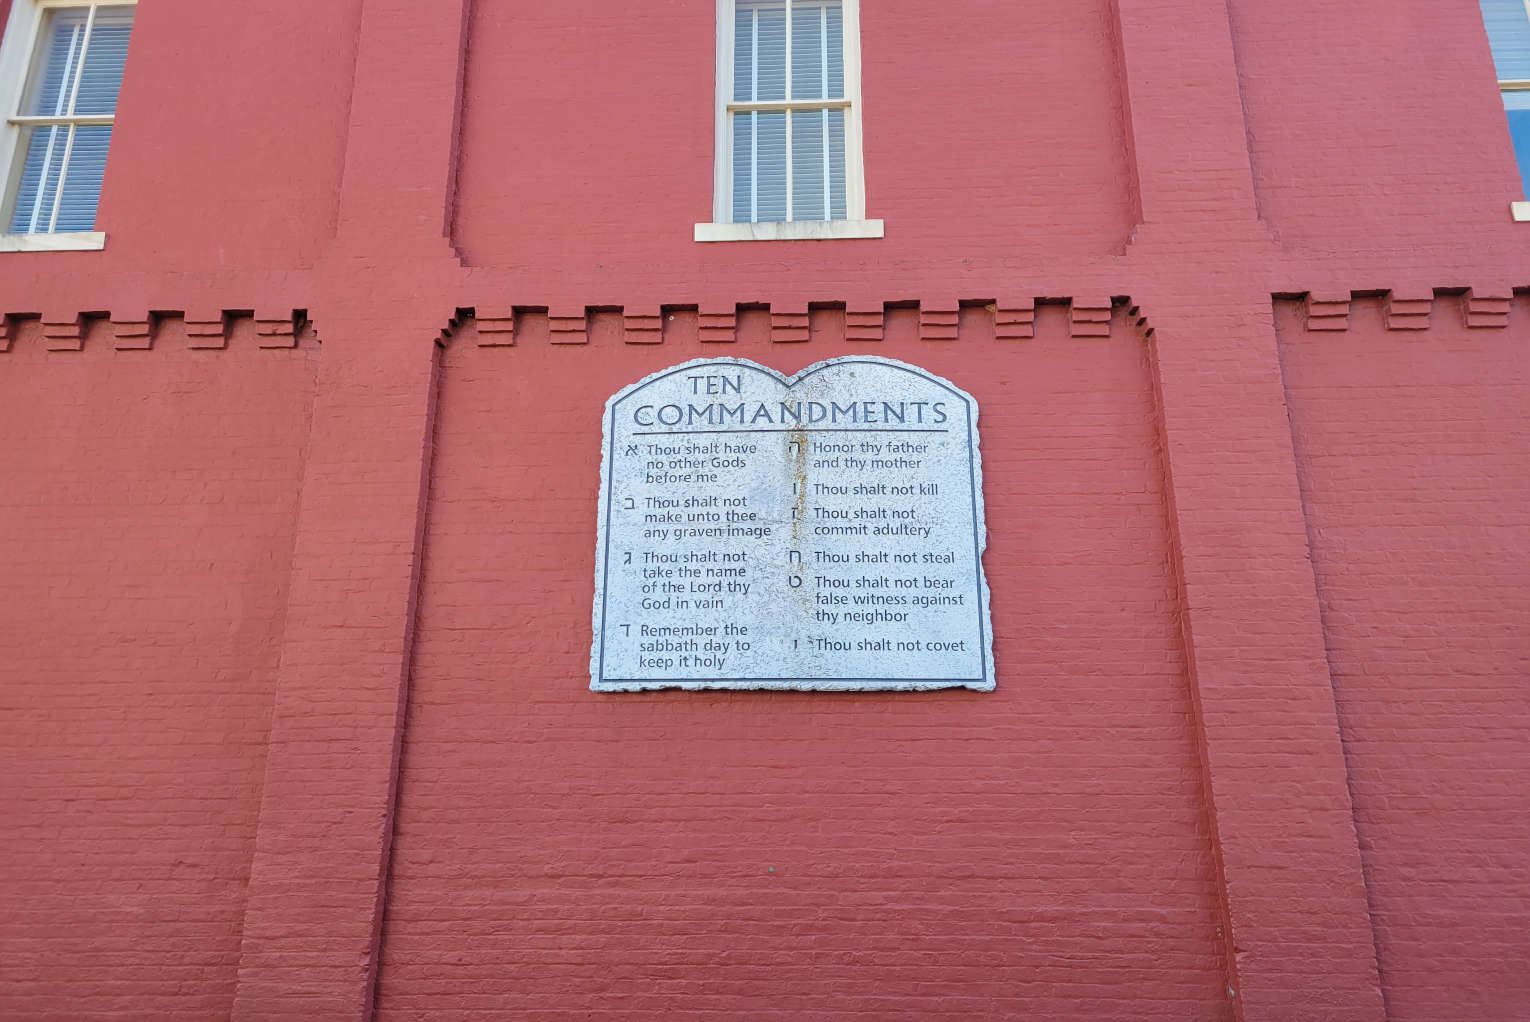 TEN
COMMANDMENTS
א Thou shalt have
no other Gods
before me
ב Thou shalt not
make unto thee
any graven image
ג Thou shalt not
take the name
of the Lord thy
God in vain
ד Remember the
sabbath day to
keep it holy
ה Honor thy father
and thy mother
ו Thou shalt not kill
ז Thou shalt not
commit adultery
ח Thou shalt not steal
ט Thou shalt not bear
false witness against
thy neighbor
י Thou shalt not covet